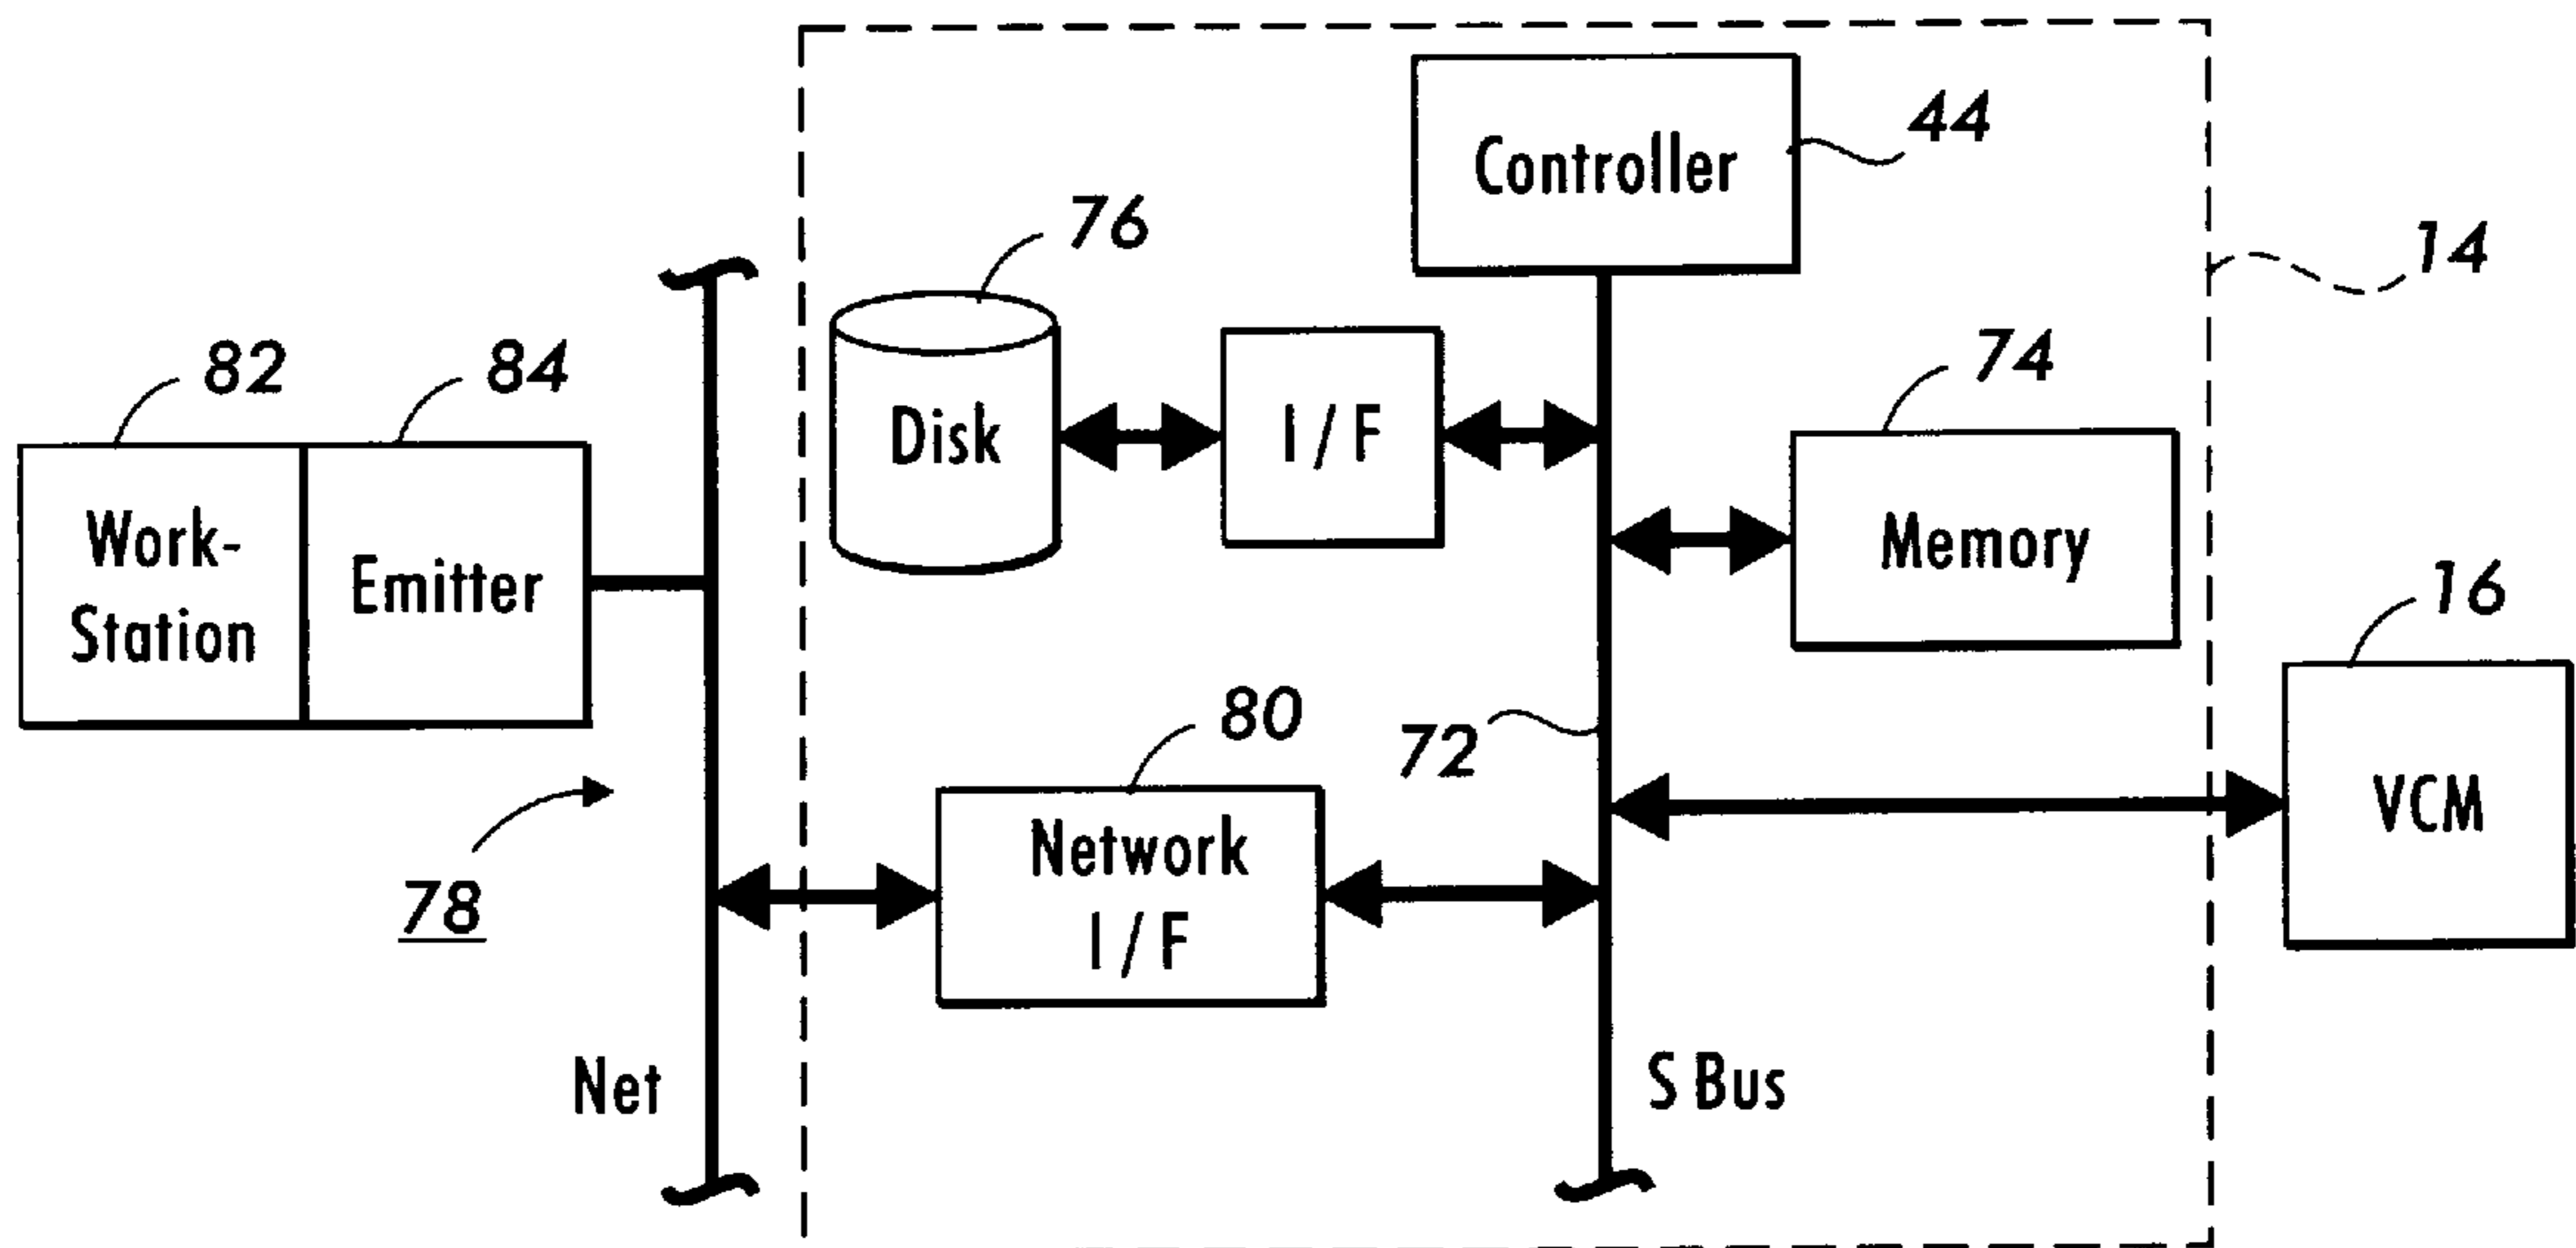 Controller
44
76
14
82
84
74
Disk
I / F
Work-
Station
Emitter
Memory
16
80
72
VCM
Network
I / F
78
Net
S Bus